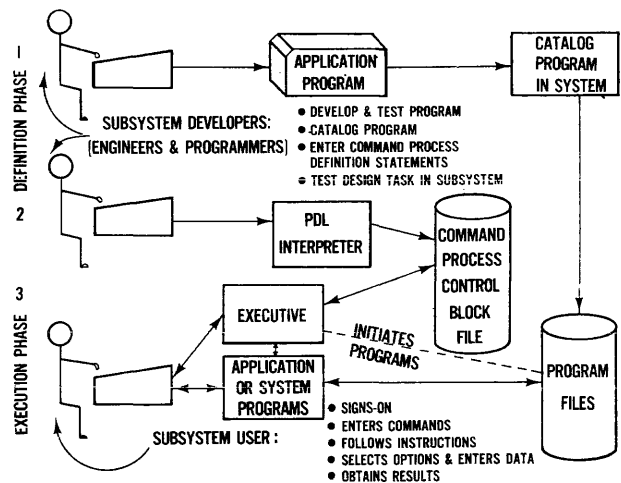 DEFINITION PHASE
1
2
APPLICATION
PROGRAM
CATALOG
PROGRAM
IN SYSTEM
SUBSYSTEM DEVELOPERS:
(ENGINEERS & PROGRAMMERS)
• DEVELOP & TEST PROGRAM
• CATALOG PROGRAM
• ENTER COMMAND PROCESS
DEFINITION STATEMENTS
• TEST DESIGN TASK IN SUBSYSTEM
PDL
INTERPRETER
COMMAND
PROCESS
CONTROL
BLOCK
FILE
EXECUTION PHASE
3
EXECUTIVE
INITIATES
PROGRAMS
APPLICATION
OR SYSTEM
PROGRAMS
PROGRAM
FILES
SUBSYSTEM USER :
• SIGNS-ON
• ENTERS COMMANDS
• FOLLOWS INSTRUCTIONS
• SELECTS OPTIONS & ENTERS DATA
• OBTAINS RESULTS